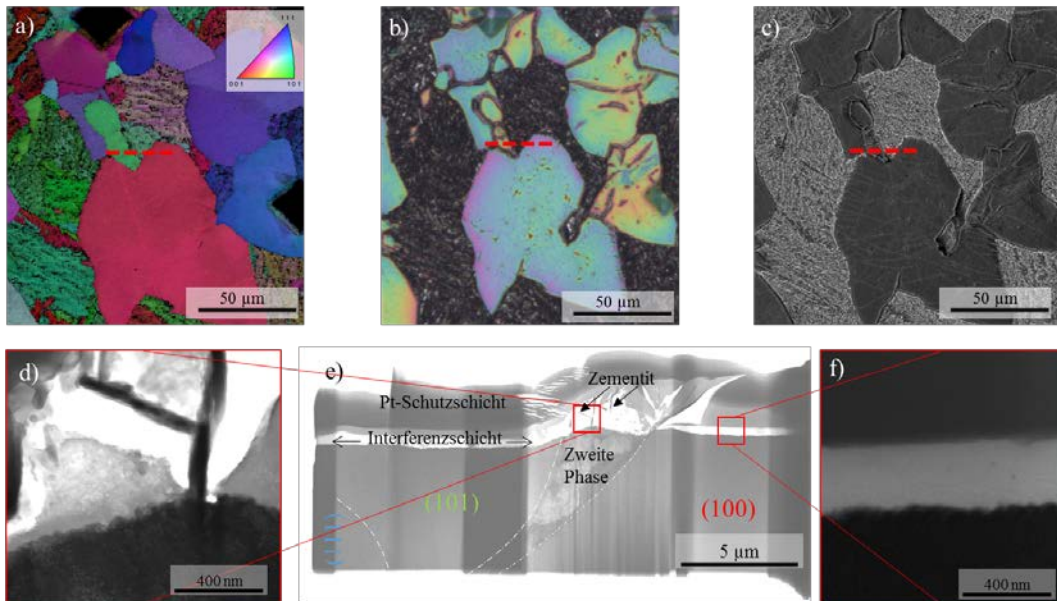 a)
111
001
101
50 µm
b)
50 µm
c)
50 µm
d)
400 nm
e)
Zementit
Pt-Schutzschicht
Interferenzschicht
Zweite
Phase
(101)
(100)
5 µm
f)
400 nm